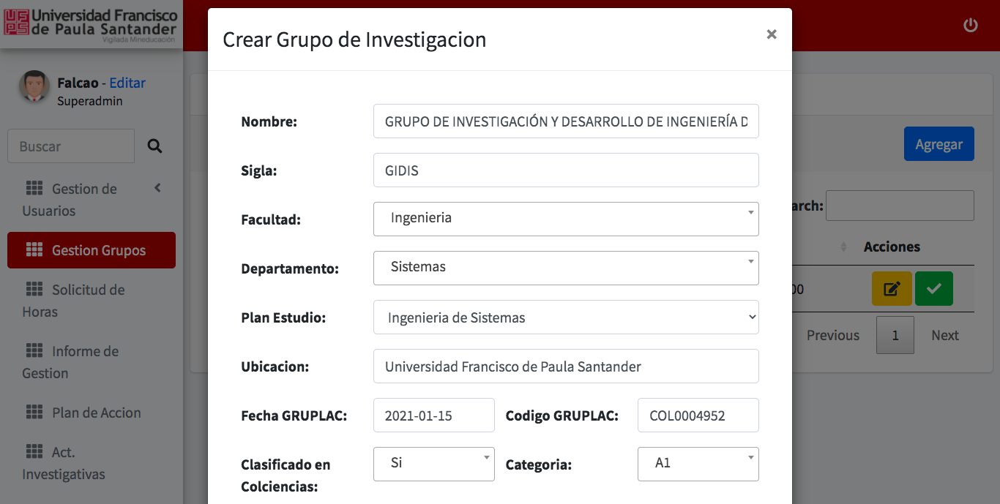 Universidad Francisco
de Paula Santander
Vigilada Mineducación
Crear Grupo de Investigacion
×
Falcao - Editar
Superadmin
Buscar
Gestion de
Usuarios
Gestion Grupos
Solicitud de
Horas
Informe de
Gestion
Plan de Accion
Act.
Investigativas
Nombre: GRUPO DE INVESTIGACIÓN Y DESARROLLO DE INGENIERÍA D
Sigla: GIDIS
Facultad: Ingenieria
Departamento: Sistemas
Plan Estudio: Ingenieria de Sistemas
Ubicacion: Universidad Francisco de Paula Santander
Fecha GRUPLAC: 2021-01-15 Codigo GRUPLAC: COL0004952
Clasificado en Si Categoria: A1
Colciencias:
Agregar
arch:
Acciones
00
Previous 1 Next